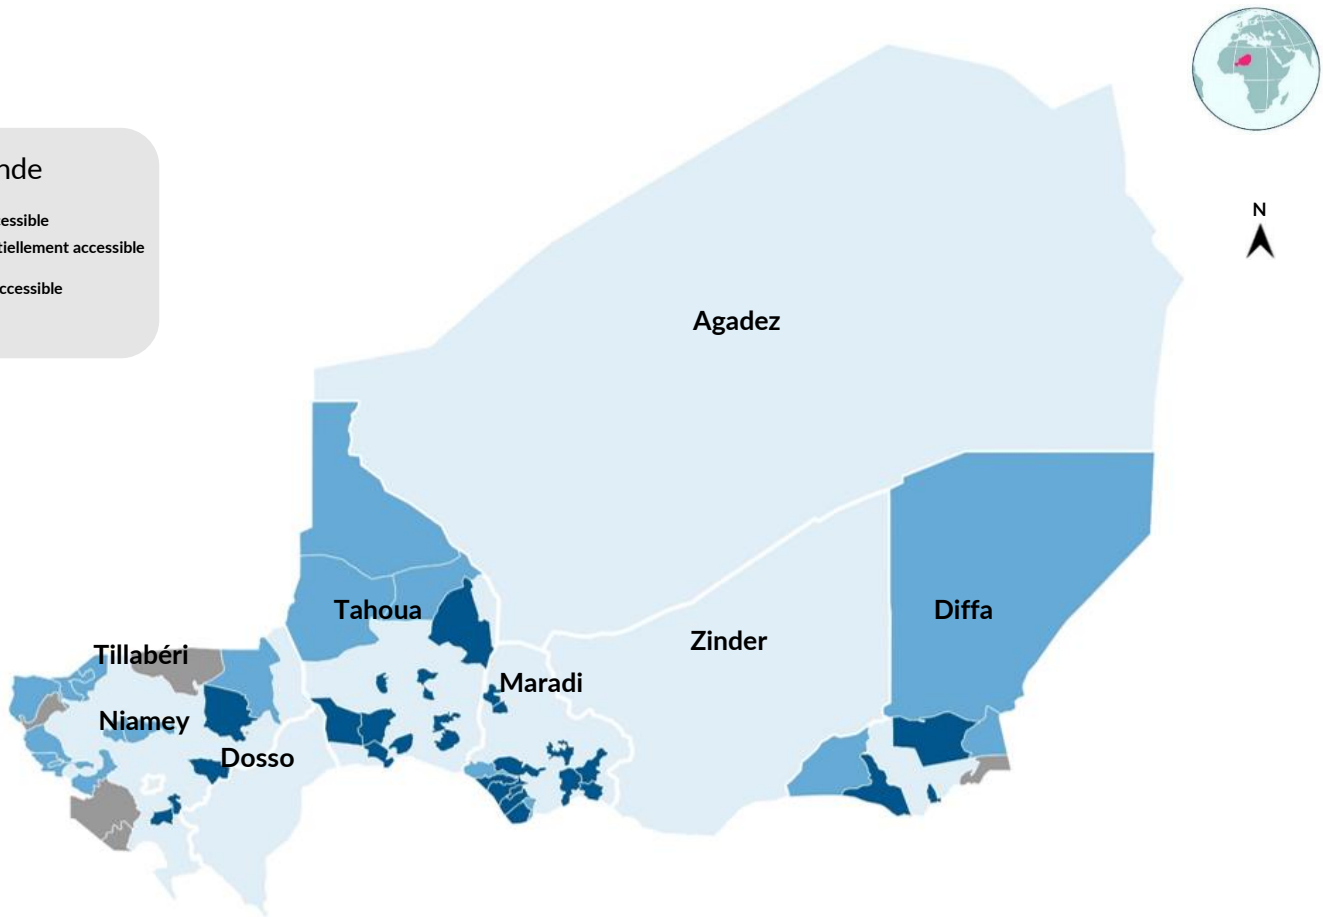 nde
essible
tiellement accessible
ccessible
N
Agadez
Tahoua
Diffa
Zinder
Tillabéri
Maradi
Niamey
Dosso